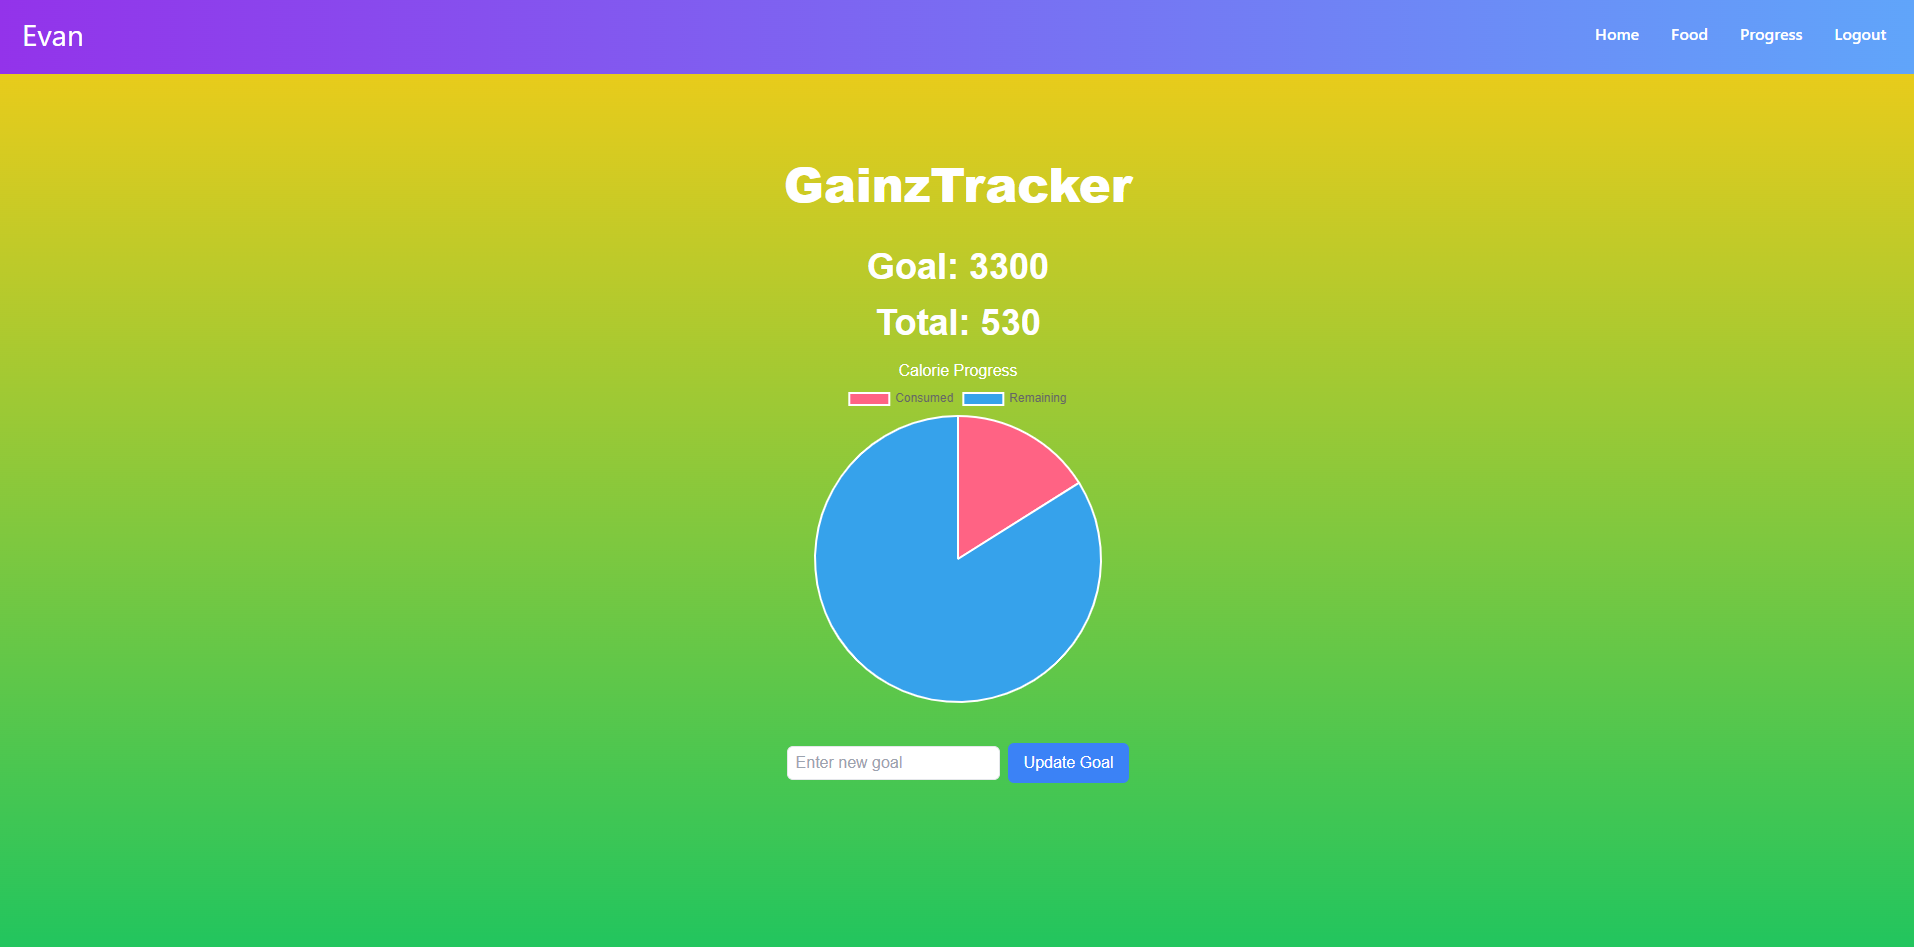 Evan
Home Food Progress Logout
GainzTracker
Goal: 3300
Total: 530
Calorie Progress
Consumed Remaining
Enter new goal
Update Goal